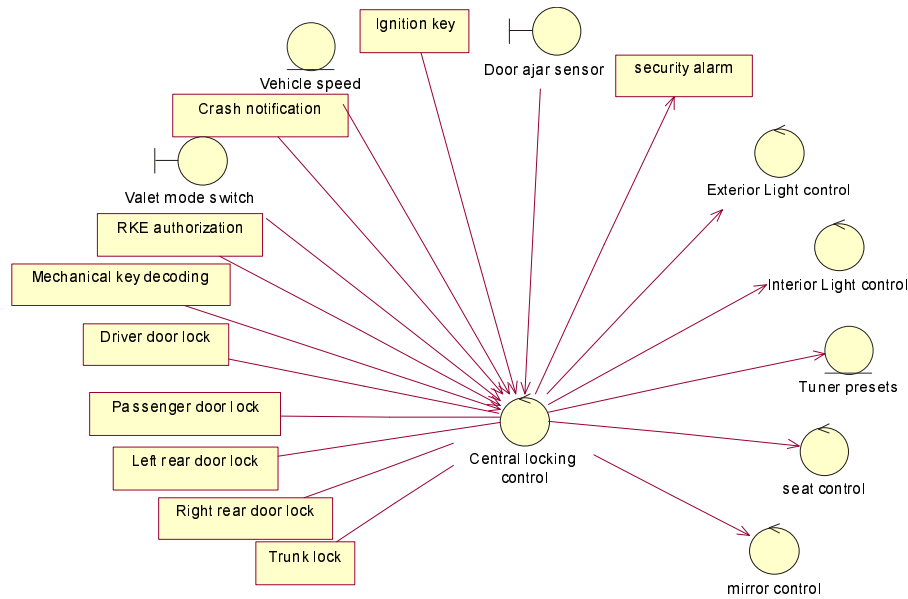 Ignition key
Door ajar sensor
security alarm
Vehicle speed
Crash notification
Valet mode switch
Exterior Light control
RKE authorization
Mechanical key decoding
Interior Light control
Driver door lock
Tuner presets
Passenger door lock
Left rear door lock
Central locking
control
seat control
Right rear door lock
Trunk lock
mirror control